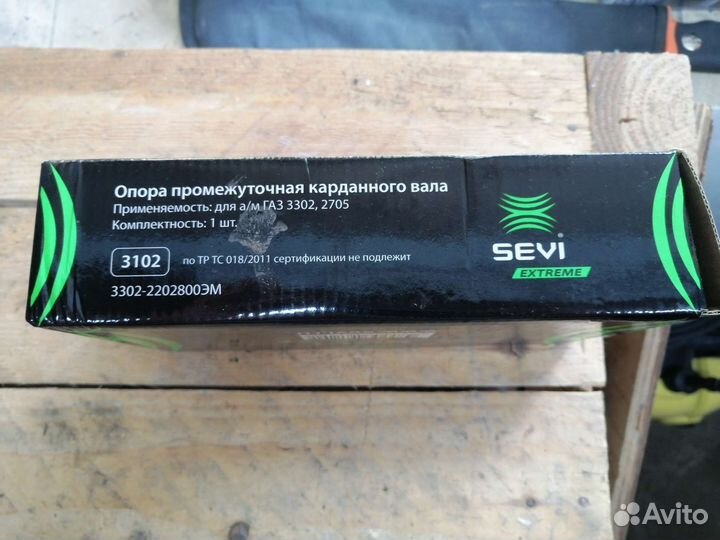 Опора промежуточная карданного вала
Применяемость: для а/м ГАЗ 3302, 2705
Комплектность: 1 шт.
3102 по ТР ТС 018/2011 сертификации не подлежит
3302-2202800ЭМ
SEVI
EXTREME
Avito